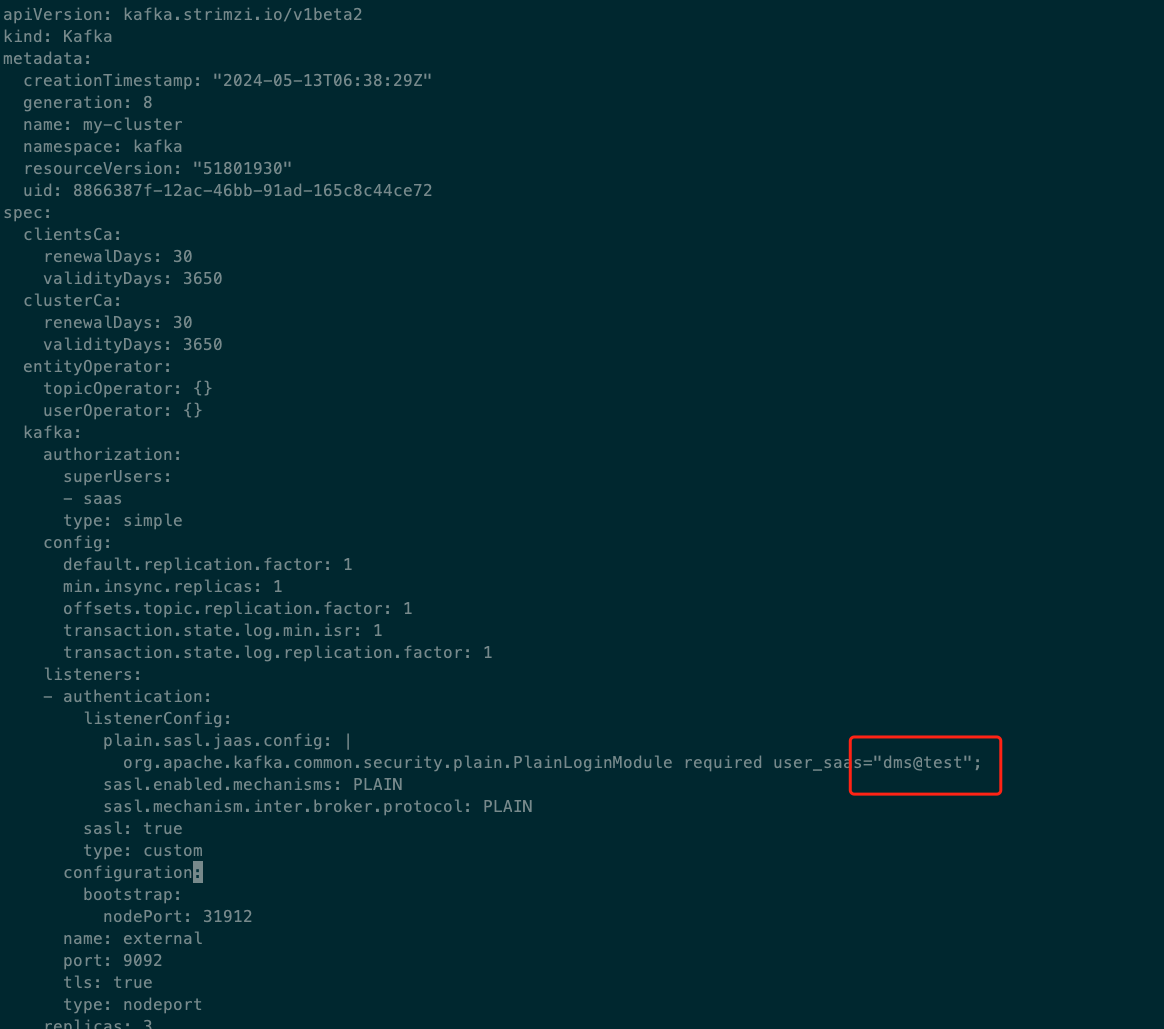 apiVersion: kafka.strimzi.io/v1beta2
kind: Kafka
metadata:
  creationTimestamp: "2024-05-13T06:38:29Z"
  generation: 8
  name: my-cluster
  namespace: kafka
  resourceVersion: "51801930"
  uid: 8866387f-12ac-46bb-91ad-165c8c44ce72
spec:
  clientsCa:
    renewalDays: 30
    validityDays: 3650
  clusterCa:
    renewalDays: 30
    validityDays: 3650
  entityOperator:
    topicOperator: {}
    userOperator: {}
  kafka:
    authorization:
      superUsers:
      - saas
      type: simple
    config:
      default.replication.factor: 1
      min.insync.replicas: 1
      offsets.topic.replication.factor: 1
      transaction.state.log.min.isr: 1
      transaction.state.log.replication.factor: 1
    listeners:
    - authentication:
        listenerConfig:
          plain.sasl.jaas.config: |
            org.apache.kafka.common.security.plain.PlainLoginModule required user_saas="dms@test";
          sasl.enabled.mechanisms: PLAIN
          sasl.mechanism.inter.broker.protocol: PLAIN
        sasl: true
        type: custom
      configuration:
        bootstrap:
          nodePort: 31912
      name: external
      port: 9092
      tls: true
      type: nodeport
    replicas: 3